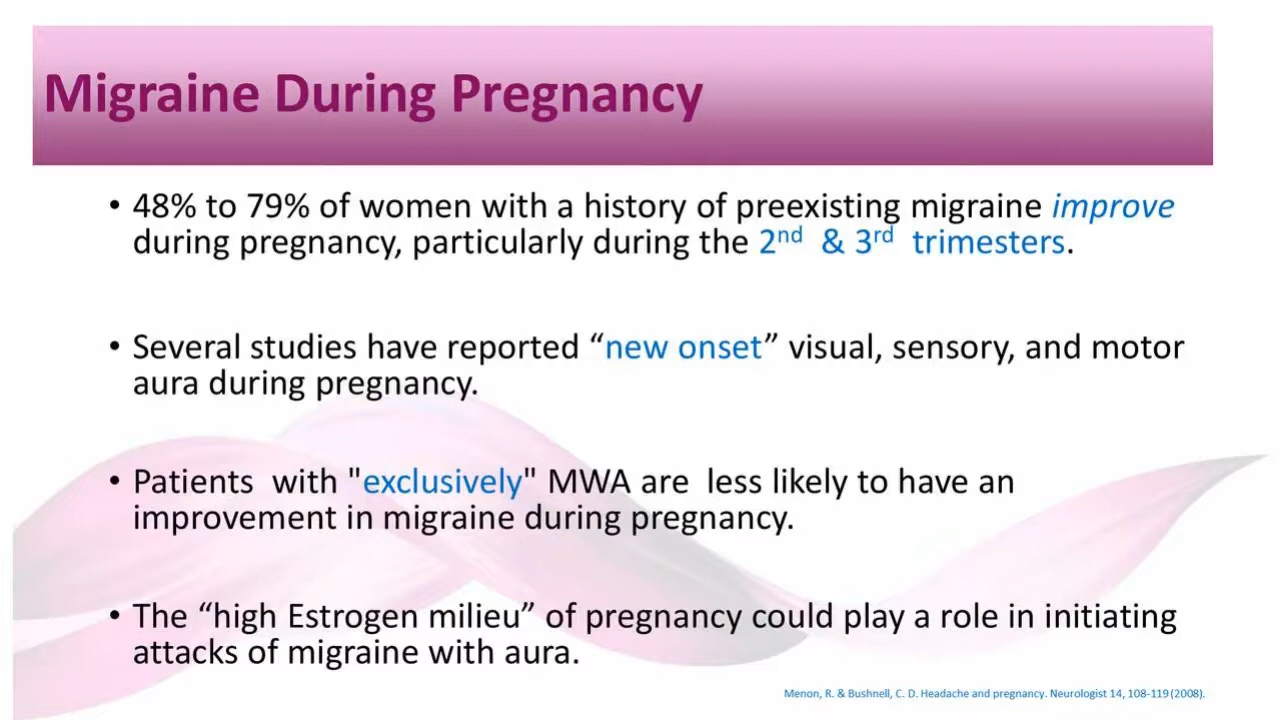 Migraine During Pregnancy
• 48% to 79% of women with a history of preexisting migraine improve
during pregnancy, particularly during the 2nd & 3rd trimesters.
• Several studies have reported “new onset” visual, sensory, and motor
aura during pregnancy.
• Patients with "exclusively" MWA are less likely to have an
improvement in migraine during pregnancy.
• The “high Estrogen milieu” of pregnancy could play a role in initiating
attacks of migraine with aura.
Menon, R. & Bushnell, C. D. Headache and pregnancy. Neurologist 14, 108-119 (2008).